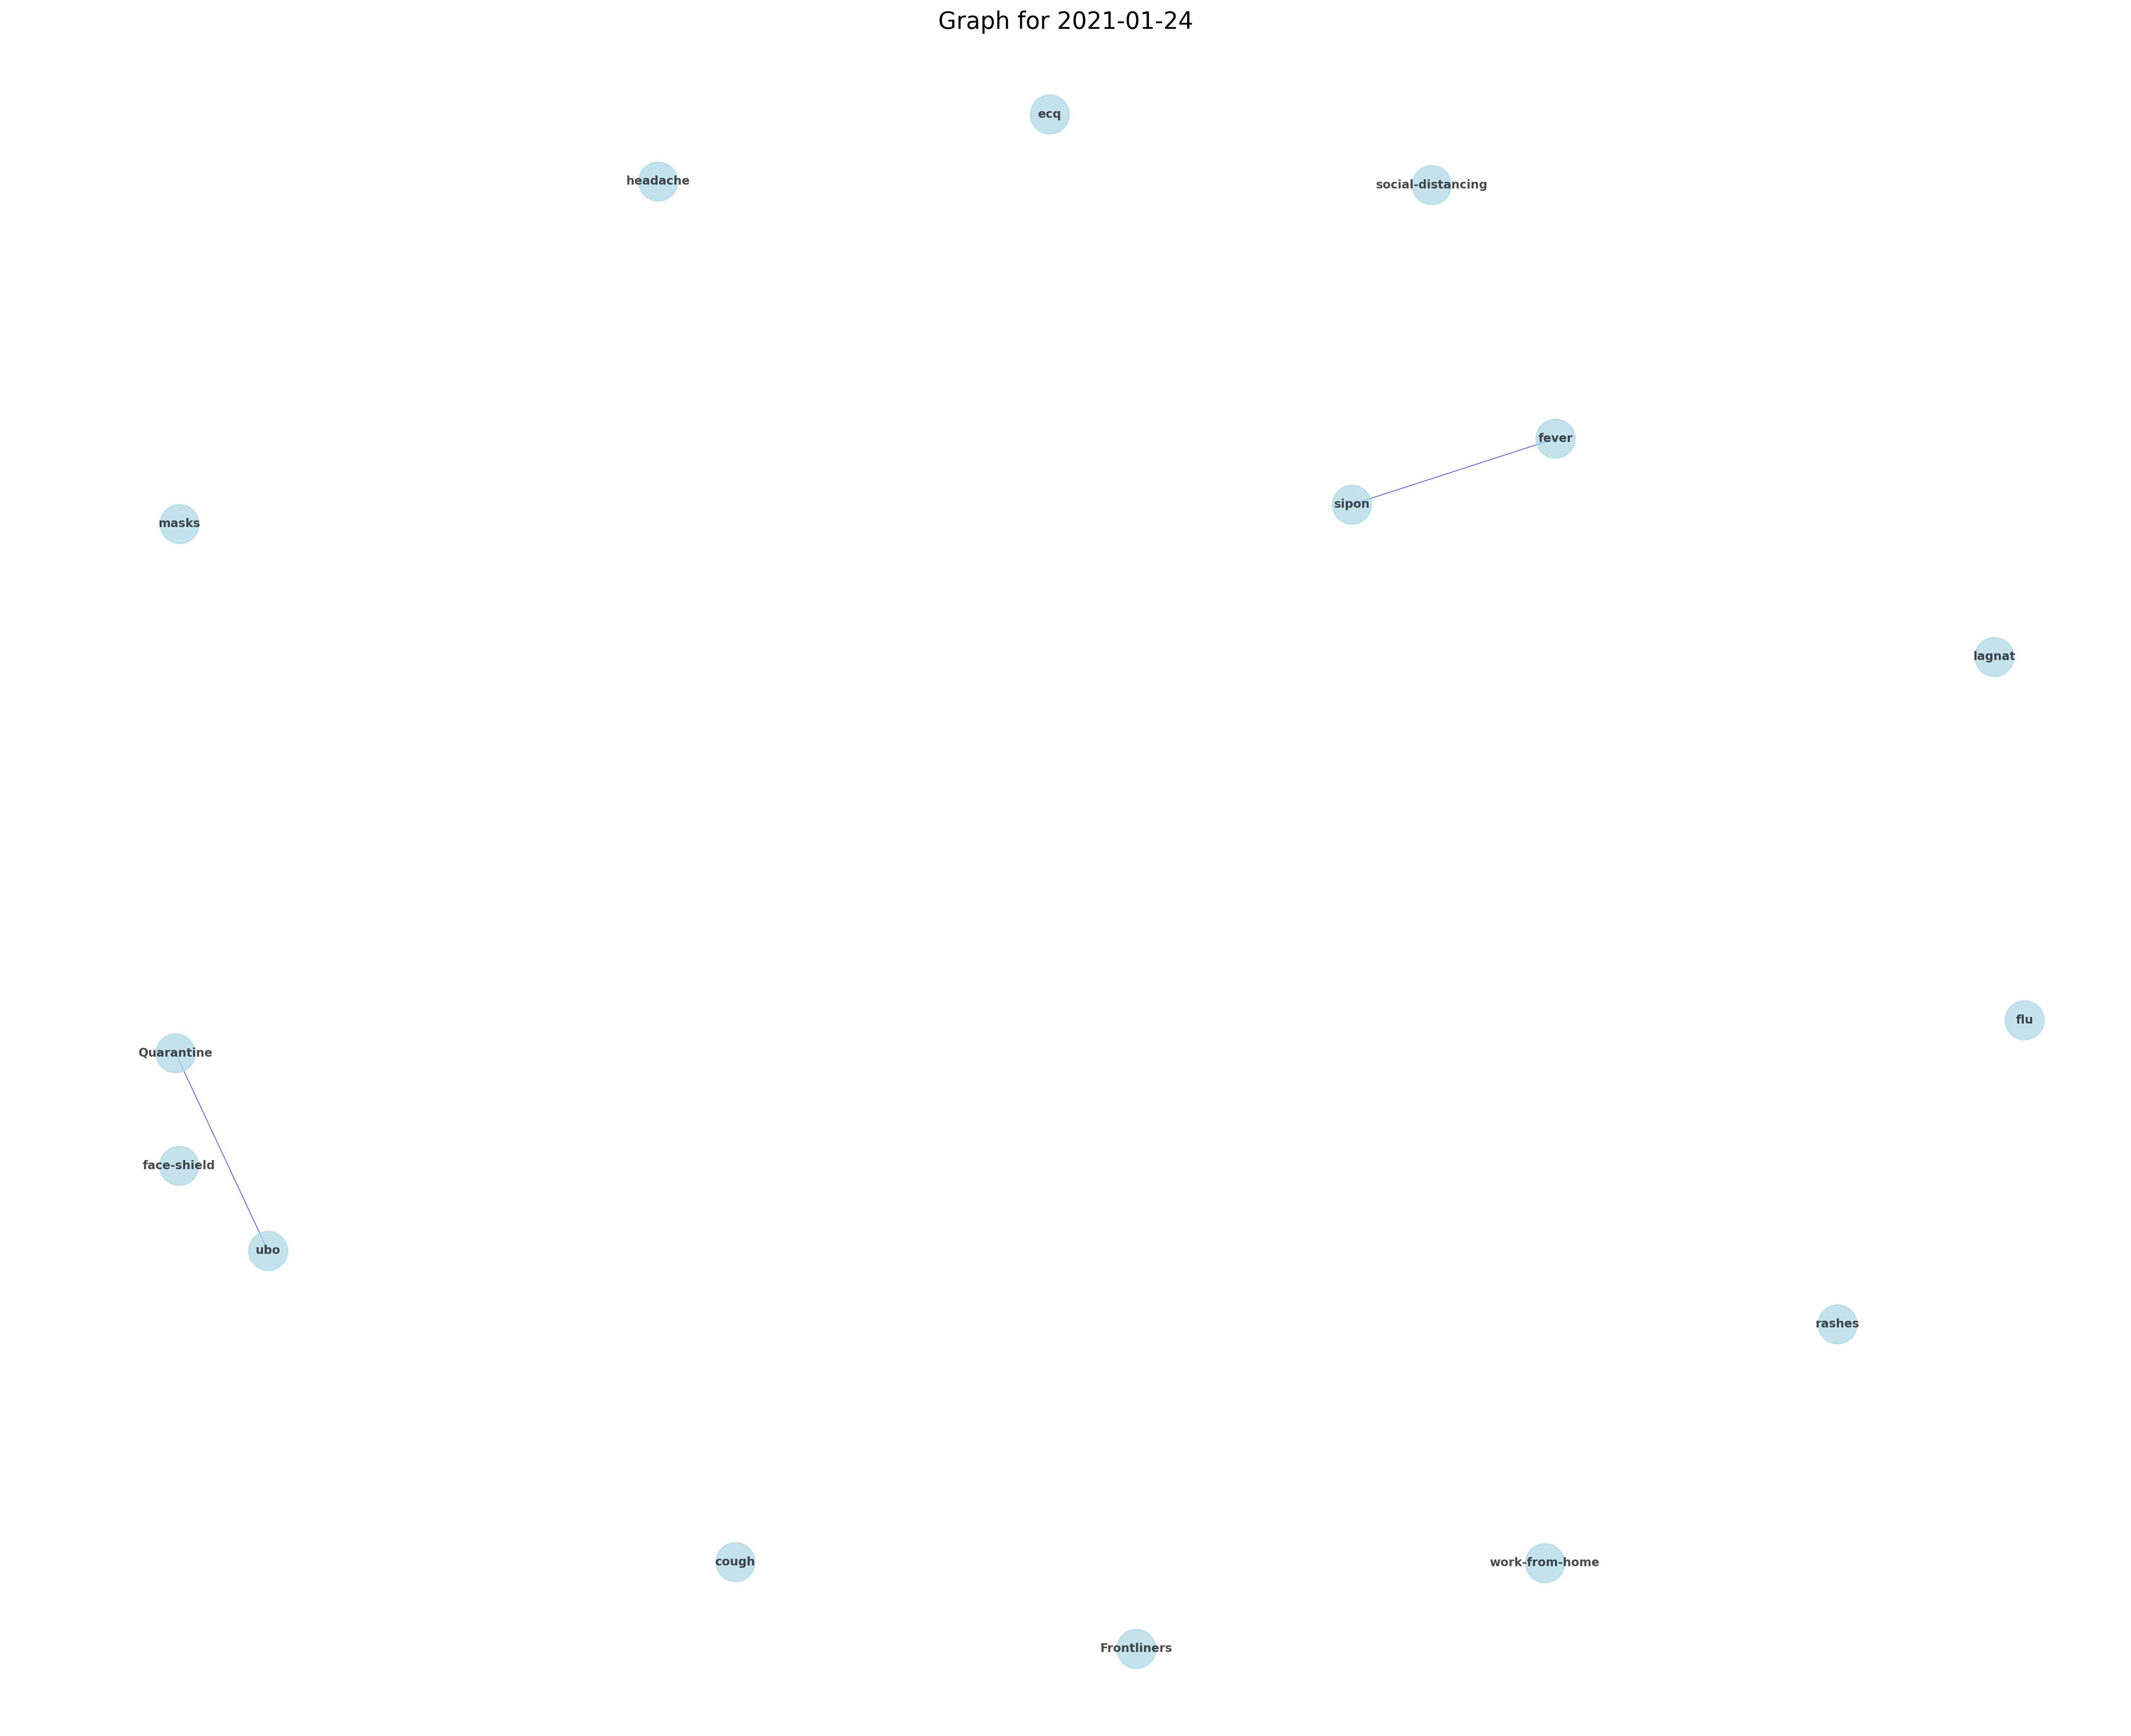 Graph for 2021-01-24
ecq
headache
social-distancing
fever
sipon
masks
lagnat
flu
Quarantine
face-shield
ubo
rashes
cough
work-from-home
Frontliners